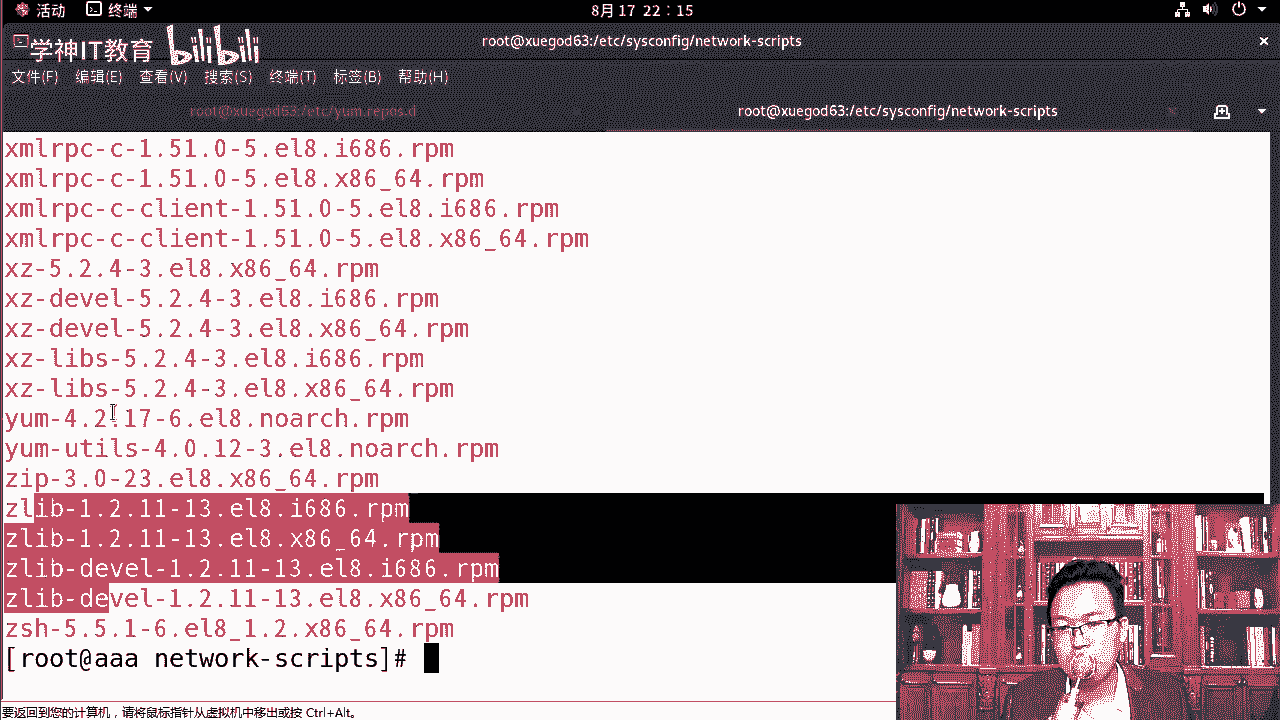 活动 终端 8月 17 22：15
学神IT教育 bilibili
root@xuegod63:/etc/sysconfig/network-scripts
文件(F) 编辑(E) 查看(V) 搜索(S) 终端(T) 标签(B) 帮助(H)
root@xuegod63:/etc/yum.repos.d root@xuegod63:/etc/sysconfig/network-scripts
xmlrpc-c-1.51.0-5.el8.i686.rpm
xmlrpc-c-1.51.0-5.el8.x86_64.rpm
xmlrpc-c-client-1.51.0-5.el8.i686.rpm
xmlrpc-c-client-1.51.0-5.el8.x86_64.rpm
xz-5.2.4-3.el8.x86_64.rpm
xz-devel-5.2.4-3.el8.i686.rpm
xz-devel-5.2.4-3.el8.x86_64.rpm
xz-libs-5.2.4-3.el8.i686.rpm
xz-libs-5.2.4-3.el8.x86_64.rpm
yum-4.2.17-6.el8.noarch.rpm
yum-utils-4.0.12-3.el8.noarch.rpm
zip-3.0-23.el8.x86_64.rpm
zlib-1.2.11-13.el8.i686.rpm
zlib-1.2.11-13.el8.x86_64.rpm
zlib-devel-1.2.11-13.el8.i686.rpm
zlib-devel-1.2.11-13.el8.x86_64.rpm
zsh-5.5.1-6.el8_1.2.x86_64.rpm
[root@aaa network-scripts]#
要返回到您的计算机，请将鼠标指针从虚拟机中移出或按 Ctrl+Alt。